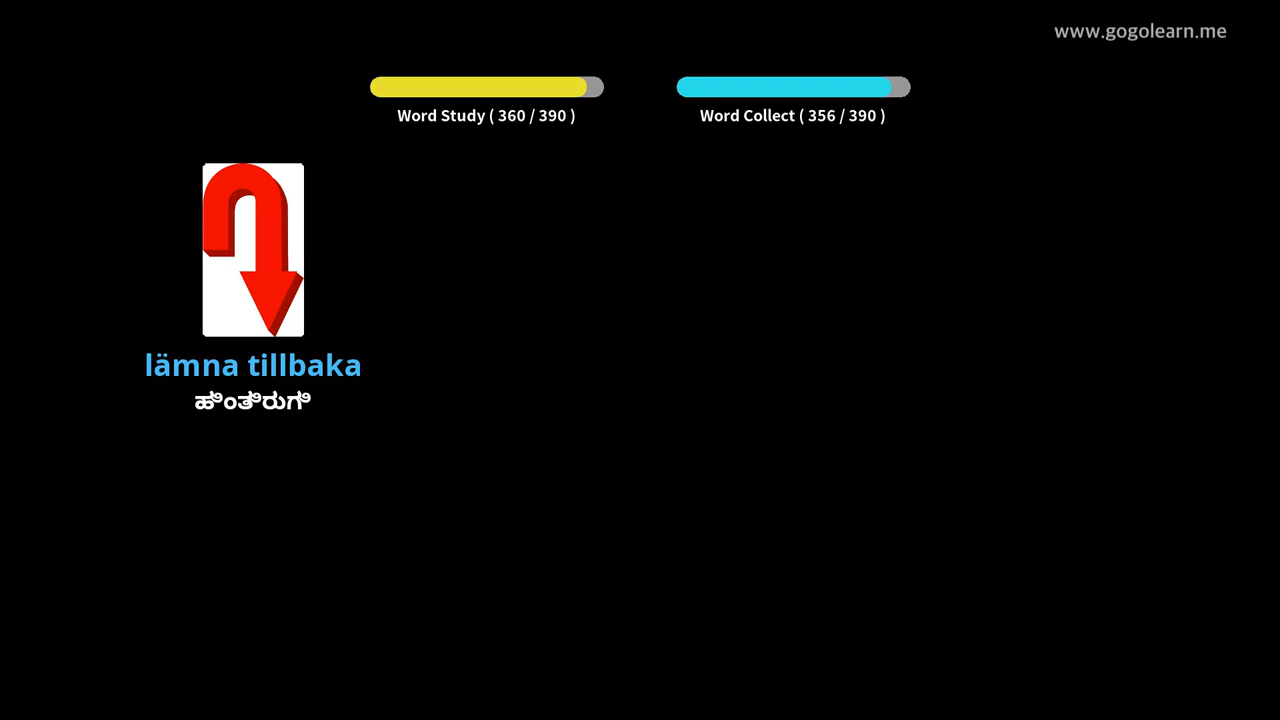 www.gogolearn.me
Word Study ( 360 / 390 )
Word Collect ( 356 / 390 )
lämna tillbaka
ಹಿಂತಿರುಗಿ